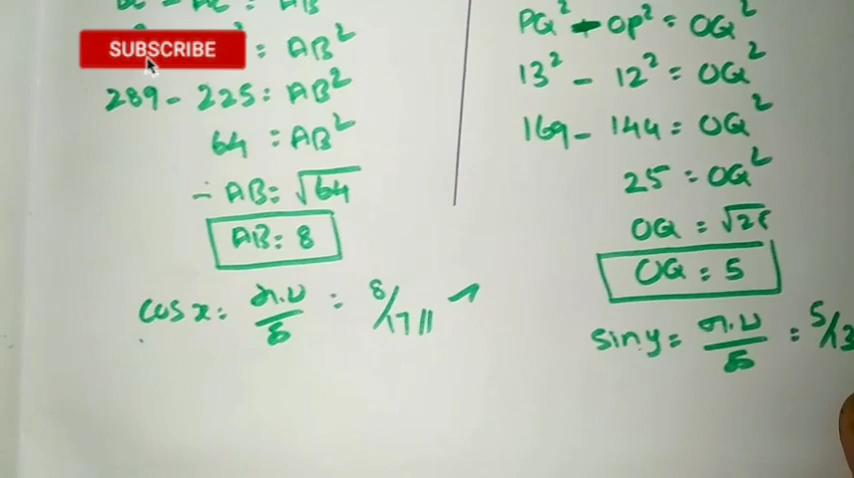 SUBSCRIBE = AB²
289 - 225 = AB²
64 = AB²
AB = √64
AB = 8
cos x = அ.ப/க = 8/17 //
PQ² - OP² = OQ²
13² - 12² = OQ²
169 - 144 = OQ²
25 = OQ²
OQ = √25
OQ = 5
sin y = எ.ப/க = 5/13